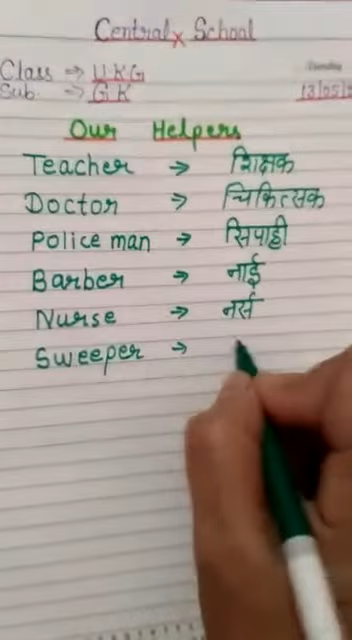 Central x School
Class → U.K.G
Sub. → G.K
Our Helpers
Teacher → शिक्षक
Doctor → चिकित्सक
Police man → सिपाही
Barber → नाई
Nurse → नर्स
Sweeper →